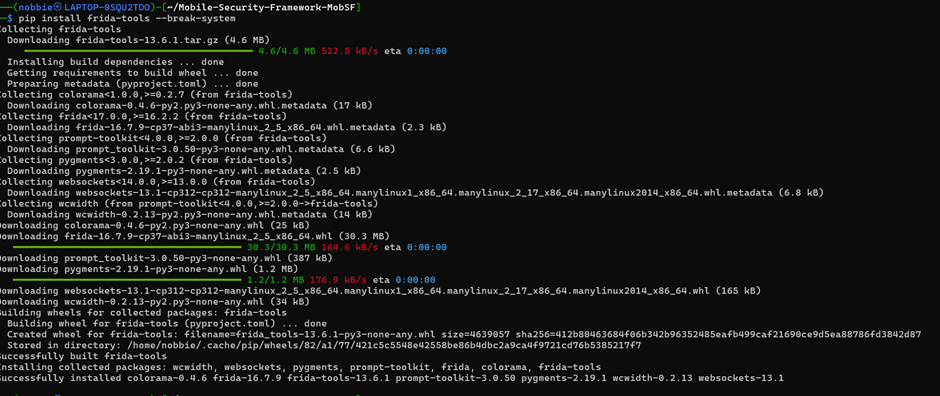 ──(nobbie㉿LAPTOP-0SQU2TDO)-[~/Mobile-Security-Framework-MobSF]
─$ pip install frida-tools --break-system
Collecting frida-tools
Downloading frida-tools-13.6.1.tar.gz (4.6 MB)
4.6/4.6 MB 522.5 kB/s eta 0:00:00
Installing build dependencies ... done
Getting requirements to build wheel ... done
Preparing metadata (pyproject.toml) ... done
Collecting colorama<1.0.0,>=0.2.7 (from frida-tools)
Downloading colorama-0.4.6-py2.py3-none-any.whl.metadata (17 kB)
Collecting frida<17.0.0,>=16.2.2 (from frida-tools)
Downloading frida-16.7.9-cp37-abi3-manylinux_2_5_x86_64.whl.metadata (2.3 kB)
Collecting prompt-toolkit<4.0.0,>=2.0.0 (from frida-tools)
Downloading prompt_toolkit-3.0.50-py3-none-any.whl.metadata (6.6 kB)
Collecting pygments<3.0.0,>=2.0.2 (from frida-tools)
Downloading pygments-2.19.1-py3-none-any.whl.metadata (2.5 kB)
Collecting websockets<14.0.0,>=13.0.0 (from frida-tools)
Downloading websockets-13.1-cp312-cp312-manylinux_2_5_x86_64.manylinux1_x86_64.manylinux_2_17_x86_64.manylinux2014_x86_64.whl.metadata (6.8 kB)
Collecting wcwidth (from prompt-toolkit<4.0.0,>=2.0.0->frida-tools)
Downloading wcwidth-0.2.13-py2.py3-none-any.whl.metadata (14 kB)
Downloading colorama-0.4.6-py2.py3-none-any.whl (25 kB)
Downloading frida-16.7.9-cp37-abi3-manylinux_2_5_x86_64.whl (30.3 MB)
30.3/30.3 MB 164.6 kB/s eta 0:00:00
Downloading prompt_toolkit-3.0.50-py3-none-any.whl (387 kB)
Downloading pygments-2.19.1-py3-none-any.whl (1.2 MB)
1.2/1.2 MB 176.9 kB/s eta 0:00:00
Downloading websockets-13.1-cp312-cp312-manylinux_2_5_x86_64.manylinux1_x86_64.manylinux_2_17_x86_64.manylinux2014_x86_64.whl (165 kB)
Downloading wcwidth-0.2.13-py2.py3-none-any.whl (34 kB)
Building wheels for collected packages: frida-tools
Building wheel for frida-tools (pyproject.toml) ... done
Created wheel for frida-tools: filename=frida_tools-13.6.1-py3-none-any.whl size=4639057 sha256=412b80463684f06b342b96352485eafb499caf21690ce9d5ea88786fd3842d87
Stored in directory: /home/nobbie/.cache/pip/wheels/82/a1/77/421c5c5548e42558be86b4dbc2a9ca4f9721cd76b5385217f7
Successfully built frida-tools
Installing collected packages: wcwidth, websockets, pygments, prompt-toolkit, frida, colorama, frida-tools
Successfully installed colorama-0.4.6 frida-16.7.9 frida-tools-13.6.1 prompt-toolkit-3.0.50 pygments-2.19.1 wcwidth-0.2.13 websockets-13.1